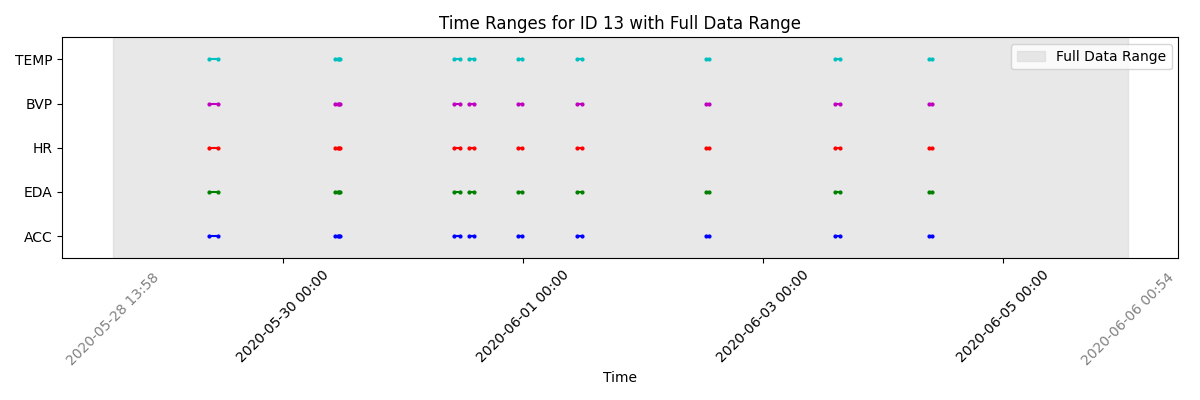 Time Ranges for ID 13 with Full Data Range
Full Data Range
TEMP
BVP
HR
EDA
ACC
2020-05-28 13:58
2020-05-30 00:00
2020-06-01 00:00
2020-06-03 00:00
2020-06-05 00:00
2020-06-06 00:54
Time